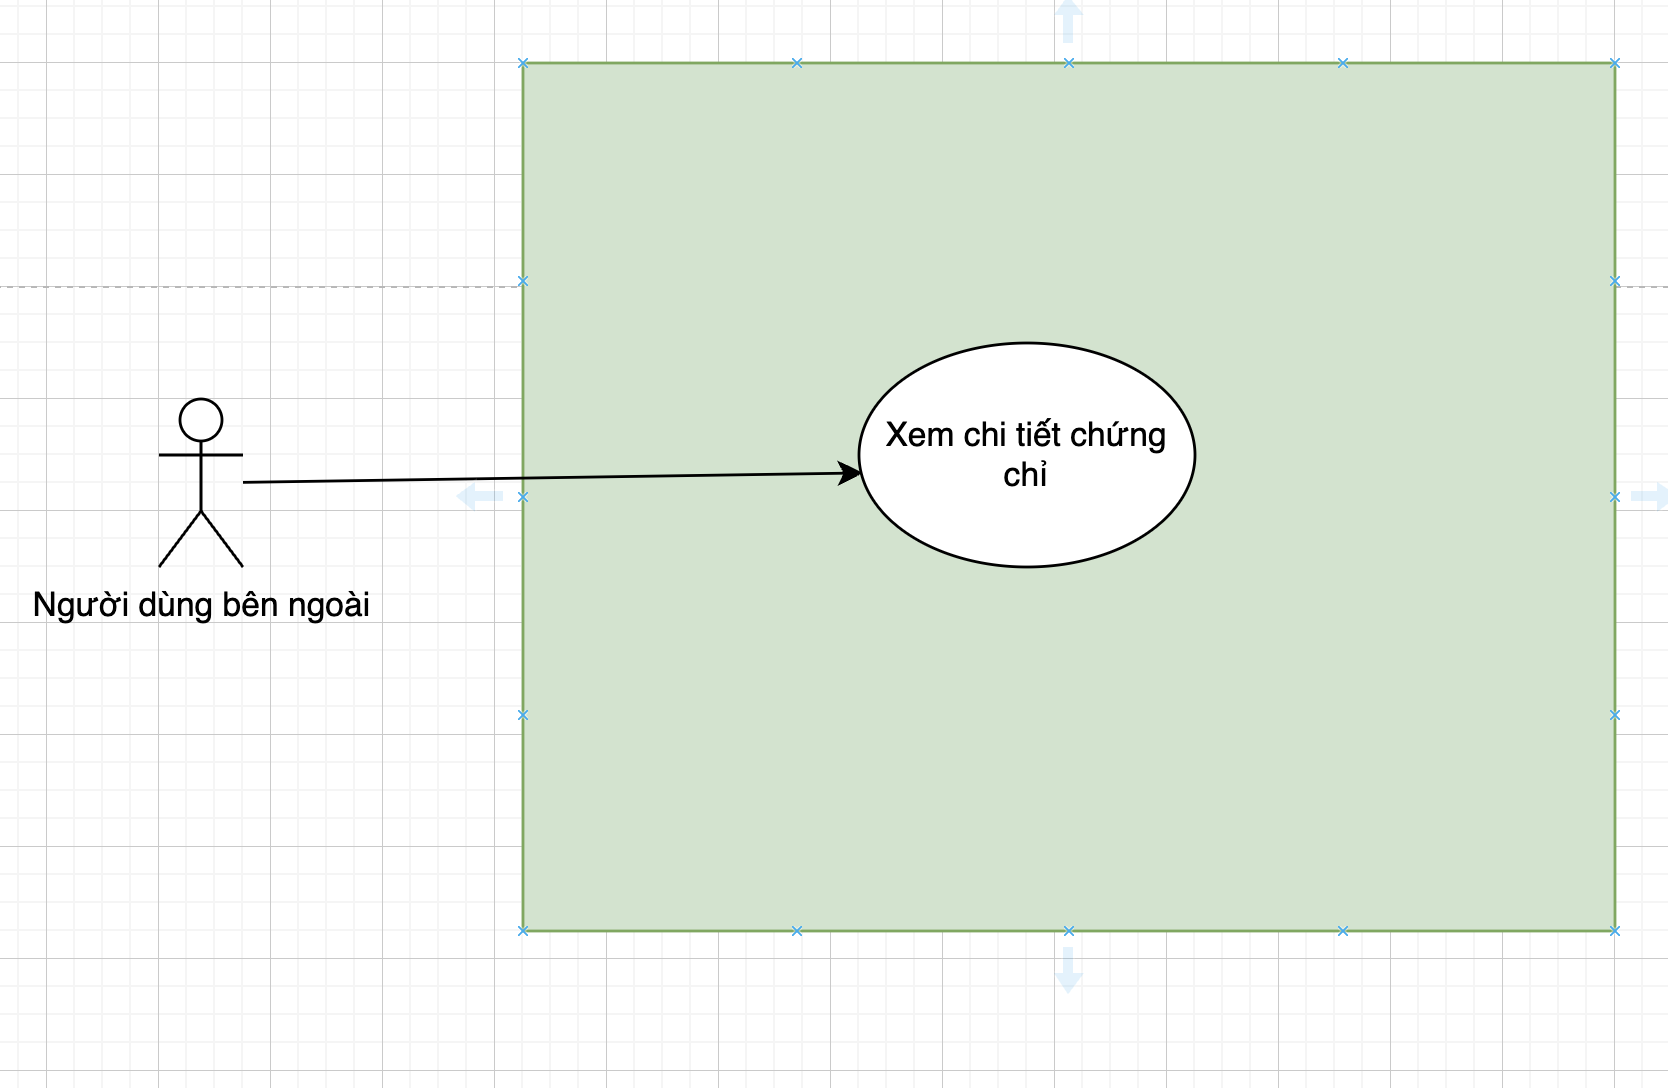 Xem chi tiết chứng
chỉ
Người dùng bên ngoài